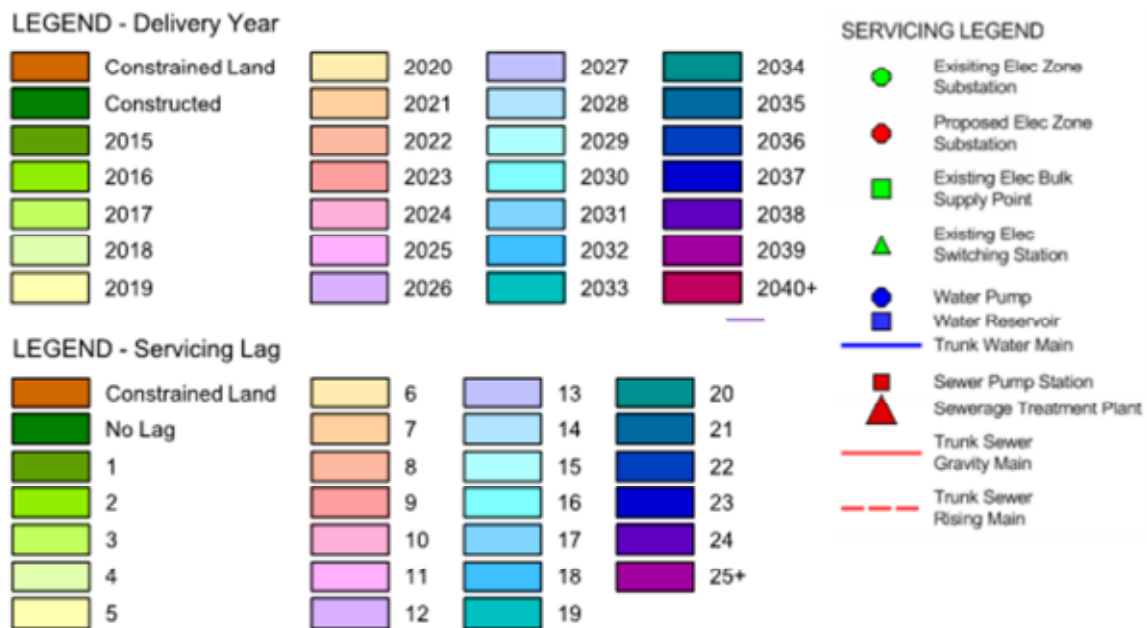 LEGEND - Delivery Year
Constrained Land
Constructed
2015
2016
2017
2018
2019
2020
2021
2022
2023
2024
2025
2026
2027
2028
2029
2030
2031
2032
2033
2034
2035
2036
2037
2038
2039
2040+
LEGEND - Servicing Lag
Constrained Land
No Lag
1
2
3
4
5
6
7
8
9
10
11
12
13
14
15
16
17
18
19
20
21
22
23
24
25+
SERVICING LEGEND
Exisiting Elec Zone
Substation
Proposed Elec Zone
Substation
Existing Elec Bulk
Supply Point
Existing Elec
Switching Station
Water Pump
Water Reservoir
Trunk Water Main
Sewer Pump Station
Sewerage Treatment Plant
Trunk Sewer
Gravity Main
Trunk Sewer
Rising Main